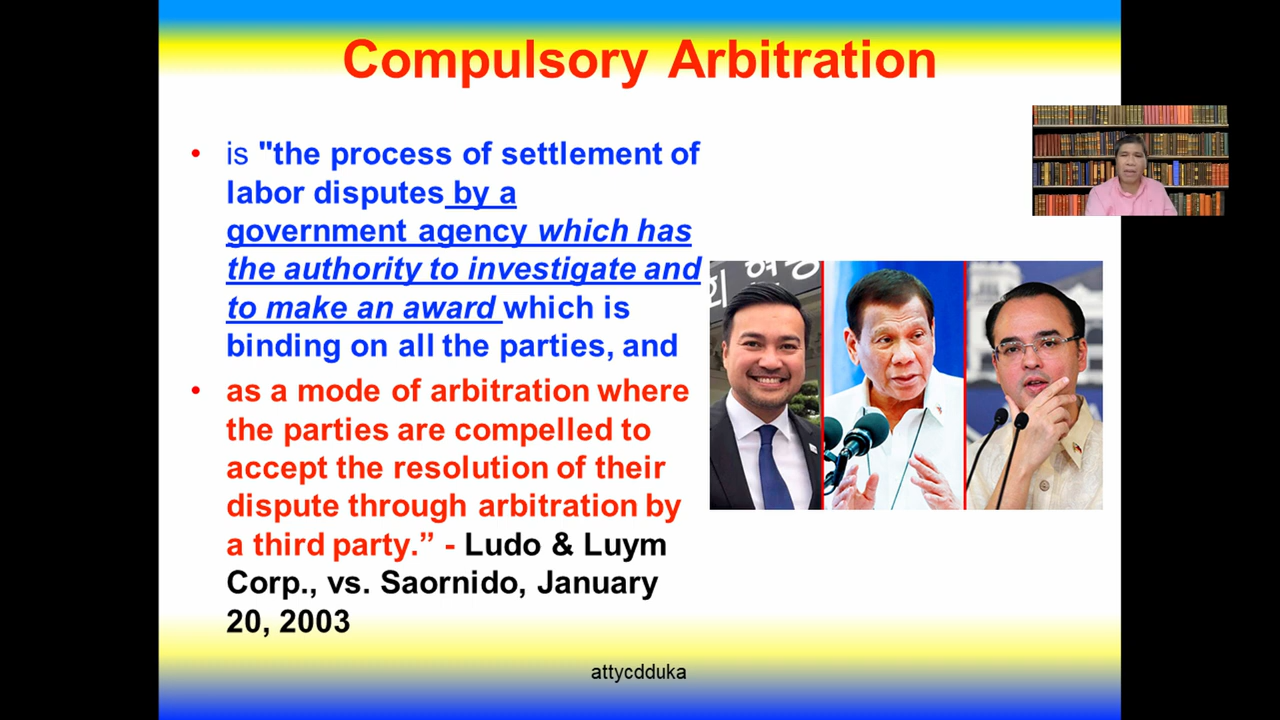 Compulsory Arbitration
• is "the process of settlement of
labor disputes by a
government agency which has
the authority to investigate and
to make an award which is
binding on all the parties, and
• as a mode of arbitration where
the parties are compelled to
accept the resolution of their
dispute through arbitration by
a third party.” - Ludo & Luym
Corp., vs. Saornido, January
20, 2003
attycdduka